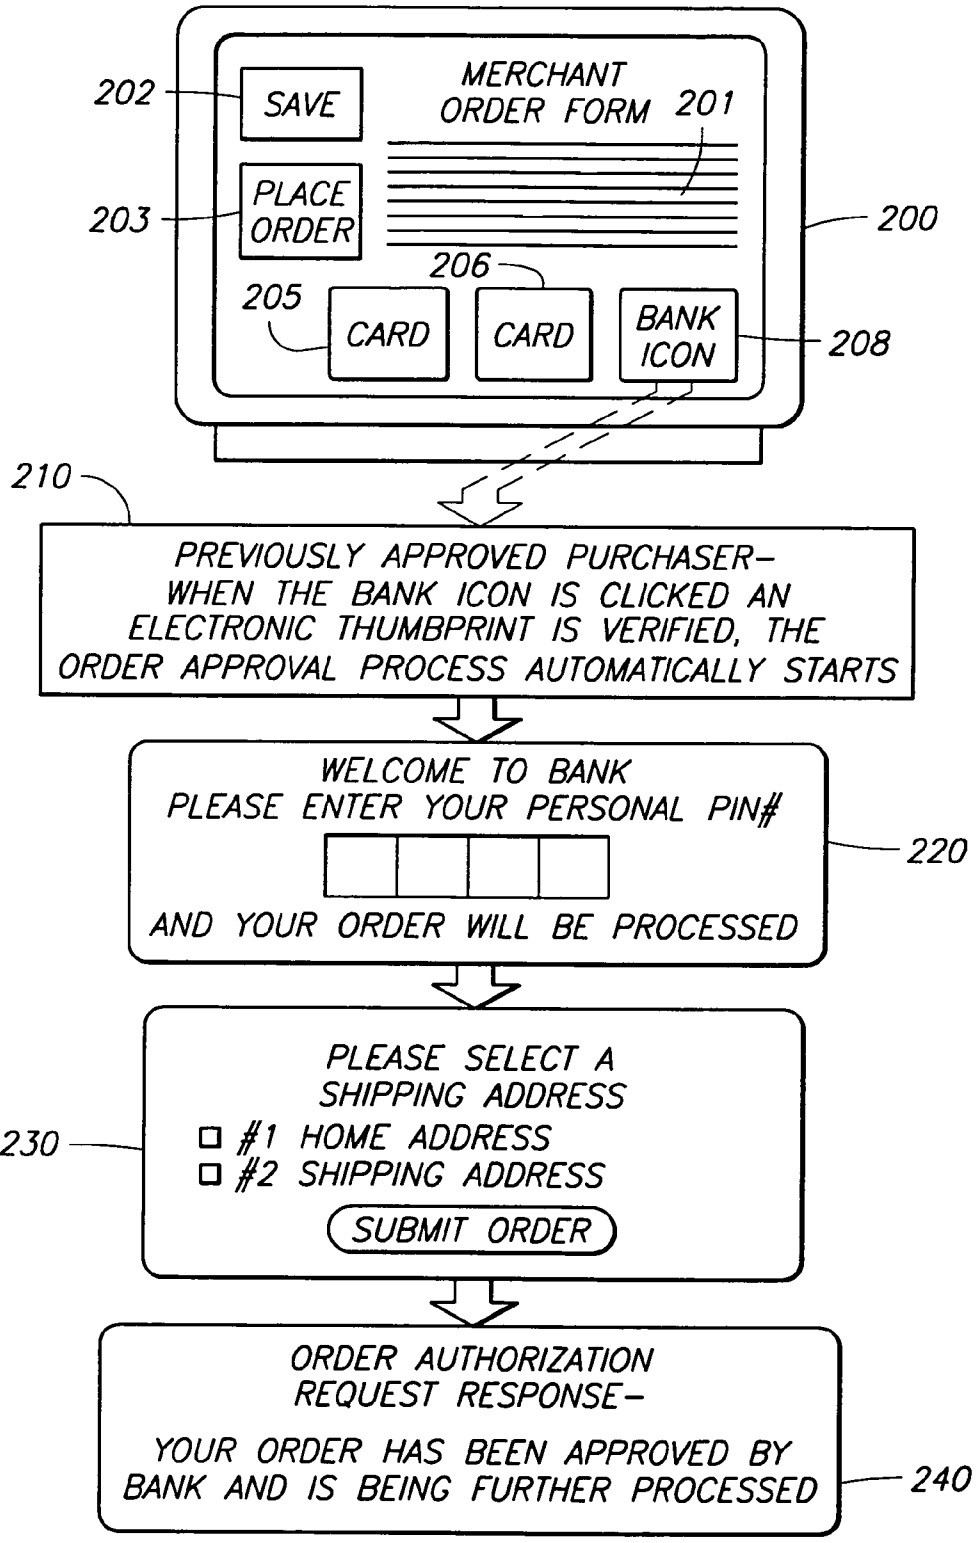 MERCHANT
ORDER FORM
201
202
SAVE
203
PLACE
ORDER
200
205
CARD
206
CARD
BANK
ICON
208
210
PREVIOUSLY APPROVED PURCHASER–
WHEN THE BANK ICON IS CLICKED AN
ELECTRONIC THUMBPRINT IS VERIFIED, THE
ORDER APPROVAL PROCESS AUTOMATICALLY STARTS
WELCOME TO BANK
PLEASE ENTER YOUR PERSONAL PIN#
220
AND YOUR ORDER WILL BE PROCESSED
PLEASE SELECT A
SHIPPING ADDRESS
230
#1 HOME ADDRESS
#2 SHIPPING ADDRESS
SUBMIT ORDER
ORDER AUTHORIZATION
REQUEST RESPONSE–
YOUR ORDER HAS BEEN APPROVED BY
BANK AND IS BEING FURTHER PROCESSED
240